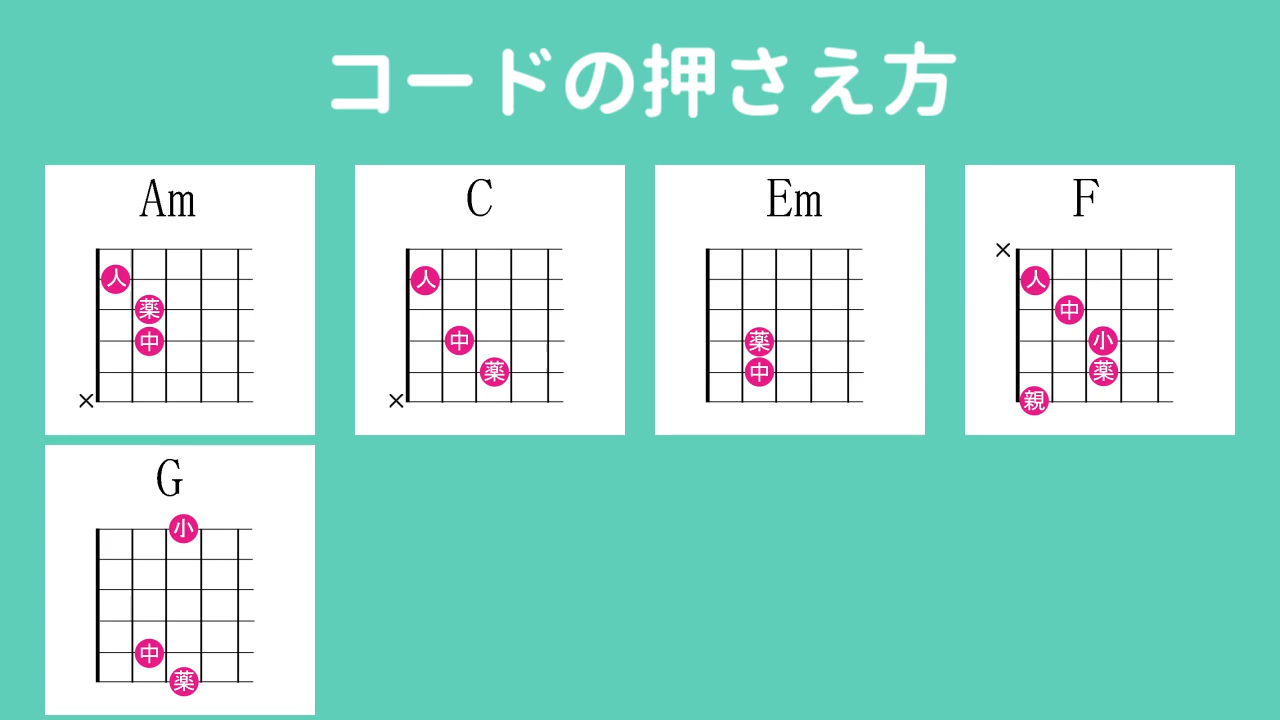 コードの押さえ方
Am
人
薬
中
×
C
人
中
薬
×
Em
薬
中
F
×
人
中
小
薬
親
G
小
中
薬